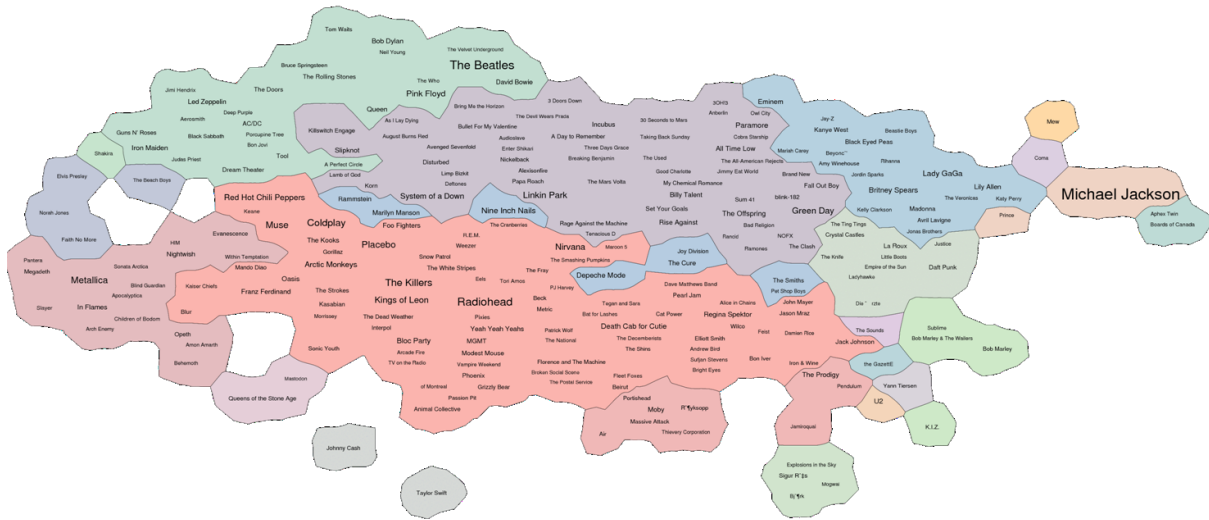 Tom Waits
Bob Dylan
Neil Young
The Velvet Underground
Bruce Springsteen
The Beatles
The Rolling Stones
The Who
David Bowie
Jimi Hendrix
The Doors
Pink Floyd
Led Zeppelin
Queen
Deep Purple
Aerosmith
AC/DC
Guns N' Roses
Black Sabbath
Porcupine Tree
Bon Jovi
Iron Maiden
Shakira
Judas Priest
Tool
Dream Theater
A Perfect Circle
Killswitch Engage
As I Lay Dying
Bring Me the Horizon
3 Doors Down
The Devil Wears Prada
Incubus
30 Seconds to Mars
3OH!3
Anberlin
Owl City
Bullet For My Valentine
August Burns Red
Audioslave
A Day to Remember
Taking Back Sunday
Paramore
Cobra Starship
Slipknot
Avenged Sevenfold
Enter Shikari
Three Days Grace
All Time Low
Disturbed
Nickelback
Breaking Benjamin
The Used
The All-American Rejects
Lamb of God
Limp Bizkit
Alexisonfire
Good Charlotte
Jimmy Eat World
Brand New
Korn
Deftones
Papa Roach
The Mars Volta
My Chemical Romance
Fall Out Boy
System of a Down
Linkin Park
Billy Talent
Sum 41
blink-182
Set Your Goals
The Offspring
Green Day
Rage Against the Machine
Rise Against
Bad Religion
Tenacious D
Rancid
NOFX
The Clash
Ramones
Eminem
Jay-Z
Kanye West
Beastie Boys
Black Eyed Peas
Mariah Carey
Amy Winehouse
Rihanna
Jordin Sparks
Lady GaGa
Britney Spears
Lily Allen
The Veronicas
Katy Perry
Kelly Clarkson
Madonna
Avril Lavigne
Jonas Brothers
Prince
Mew
Coma
Michael Jackson
Aphex Twin
Boards of Canada
Elvis Presley
The Beach Boys
Norah Jones
Faith No More
Rammstein
Marilyn Manson
Nine Inch Nails
Joy Division
The Cure
Depeche Mode
The Smiths
Pet Shop Boys
Red Hot Chili Peppers
Keane
Muse
Coldplay
Foo Fighters
The Cranberries
Evanescence
HIM
Nightwish
Within Temptation
The Kooks
Gorillaz
Placebo
R.E.M.
Weezer
Nirvana
Maroon 5
The Smashing Pumpkins
Pantera
Megadeth
Sonata Arctica
Mando Diao
Arctic Monkeys
Snow Patrol
The White Stripes
The Fray
Metallica
Blind Guardian
Kaiser Chiefs
Oasis
Franz Ferdinand
The Strokes
The Killers
Eels
Tori Amos
PJ Harvey
Apocalyptica
In Flames
Slayer
Children of Bodom
Arch Enemy
Blur
Kasabian
Morrissey
Kings of Leon
Radiohead
Beck
Metric
Dave Matthews Band
Pearl Jam
Tegan and Sara
Bat for Lashes
Cat Power
Alice in Chains
John Mayer
Jason Mraz
Regina Spektor
The Dead Weather
Pixies
Interpol
Yeah Yeah Yeahs
Death Cab for Cutie
Wilco
Feist
Damien Rice
Jack Johnson
Opeth
Amon Amarth
Behemoth
Sonic Youth
Bloc Party
MGMT
Patrick Wolf
The National
The Decemberists
Elliott Smith
The Shins
Andrew Bird
Arcade Fire
TV on the Radio
Modest Mouse
Vampire Weekend
Florence and The Machine
Sufjan Stevens
Bon Iver
Iron & Wine
Bright Eyes
Phoenix
Broken Social Scene
The Postal Service
Fleet Foxes
Beirut
of Montreal
Grizzly Bear
Passion Pit
Animal Collective
Mastodon
Queens of the Stone Age
Portishead
Moby
Massive Attack
Thievery Corporation
Air
The Ting Tings
Crystal Castles
La Roux
Justice
The Knife
Little Boots
Empire of the Sun
Daft Punk
Ladyhawke
The Sounds
Sublime
Bob Marley & The Wailers
Bob Marley
the GazettE
The Prodigy
Pendulum
Yann Tiersen
U2
Jamiroquai
K.I.Z.
Explosions in the Sky
Mogwai
Johnny Cash
Taylor Swift